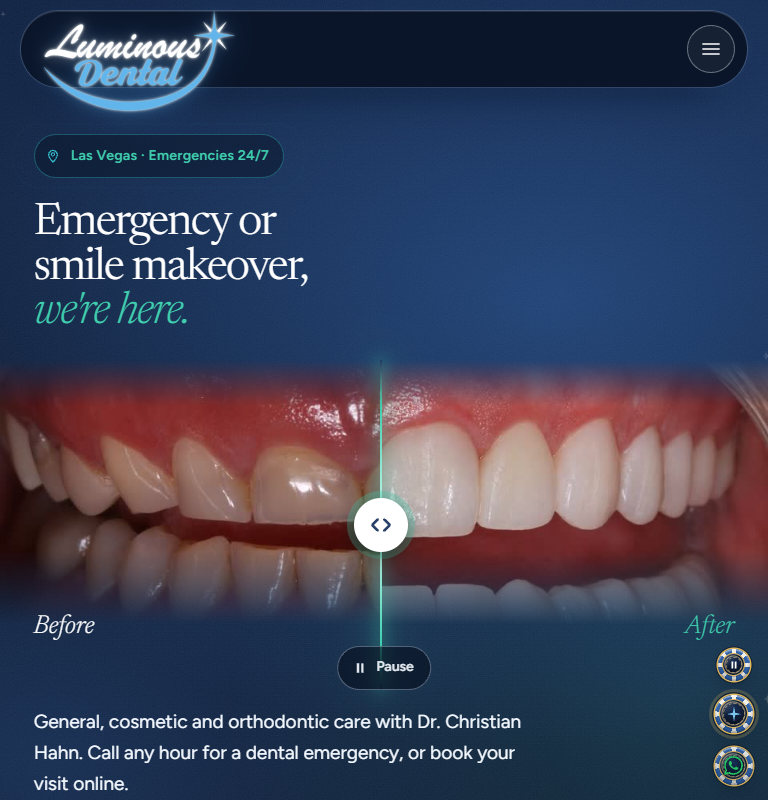 Luminous
Dental
Las Vegas · Emergencies 24/7
Emergency or
smile makeover,
we're here.
Before
After
Pause
General, cosmetic and orthodontic care with Dr. Christian
Hahn. Call any hour for a dental emergency, or book your
visit online.